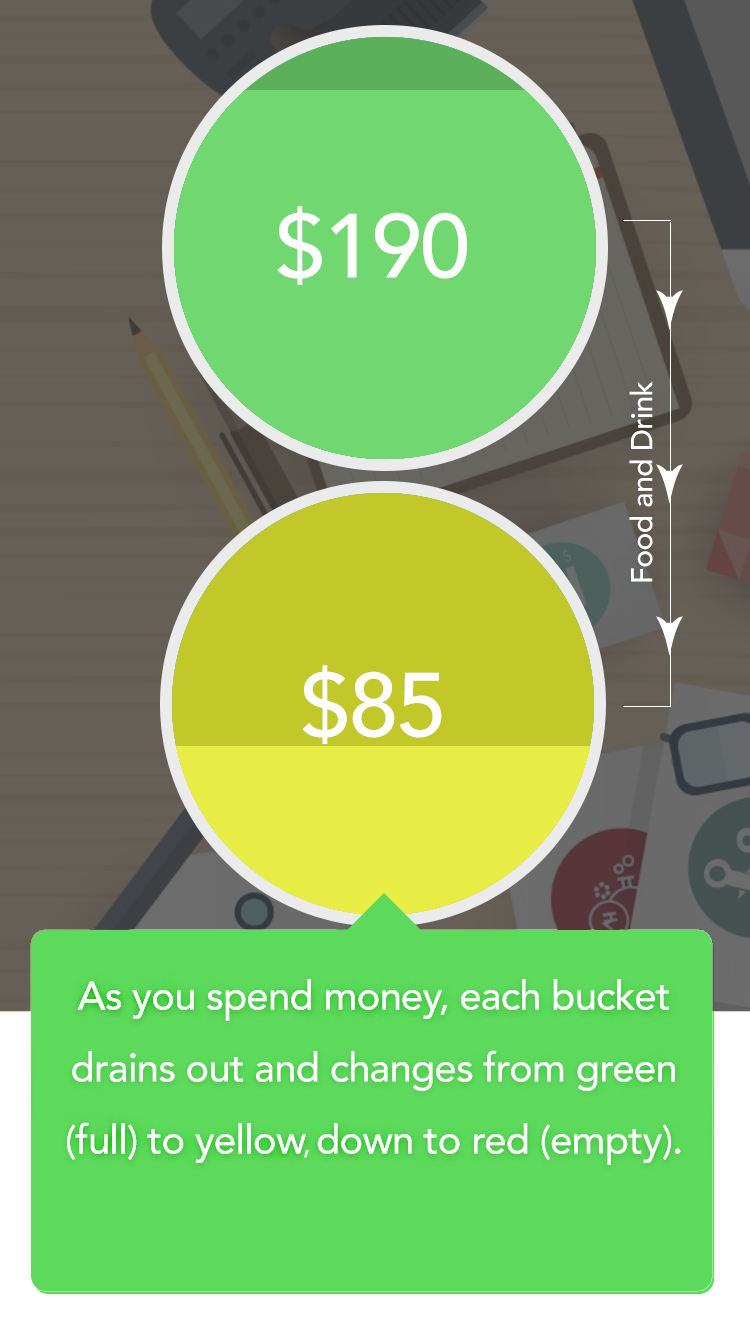 $190
Food and Drink
$85
As you spend money, each bucket
drains out and changes from green
(full) to yellow, down to red (empty).